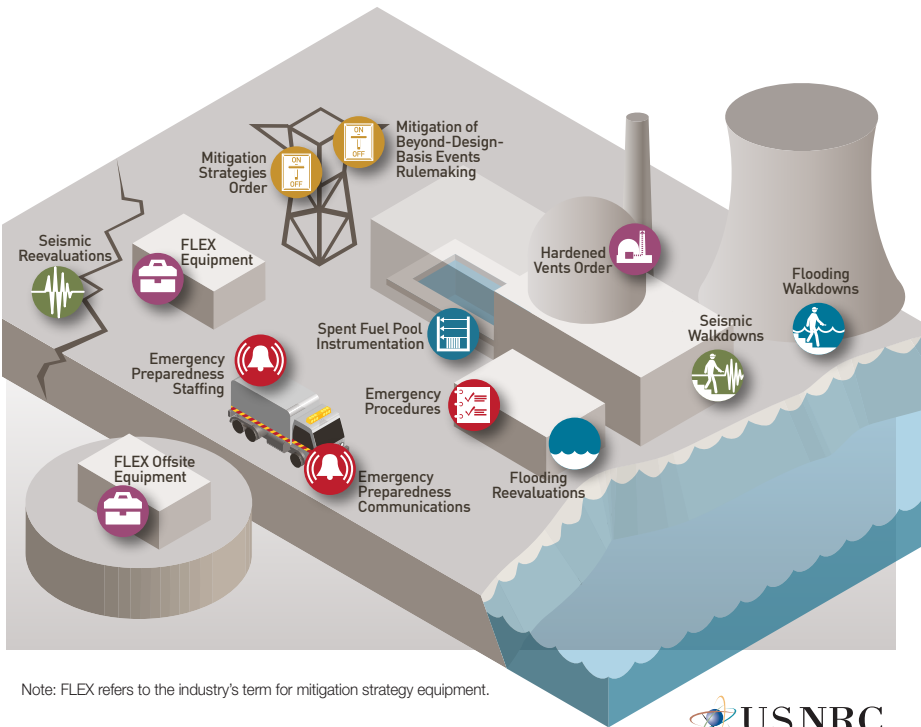 ON
OFF
Mitigation of
Beyond-Design-
Basis Events
Rulemaking
Mitigation
Strategies
Order
ON
OFF
Seismic
Reevaluations
FLEX
Equipment
Hardened
Vents Order
Flooding
Walkdowns
Spent Fuel Pool
Instrumentation
Seismic
Walkdowns
Emergency
Preparedness
Staffing
Emergency
Procedures
FLEX Offsite
Equipment
Emergency
Preparedness
Communications
Flooding
Reevaluations
Note: FLEX refers to the industry's term for mitigation strategy equipment.
USNRC